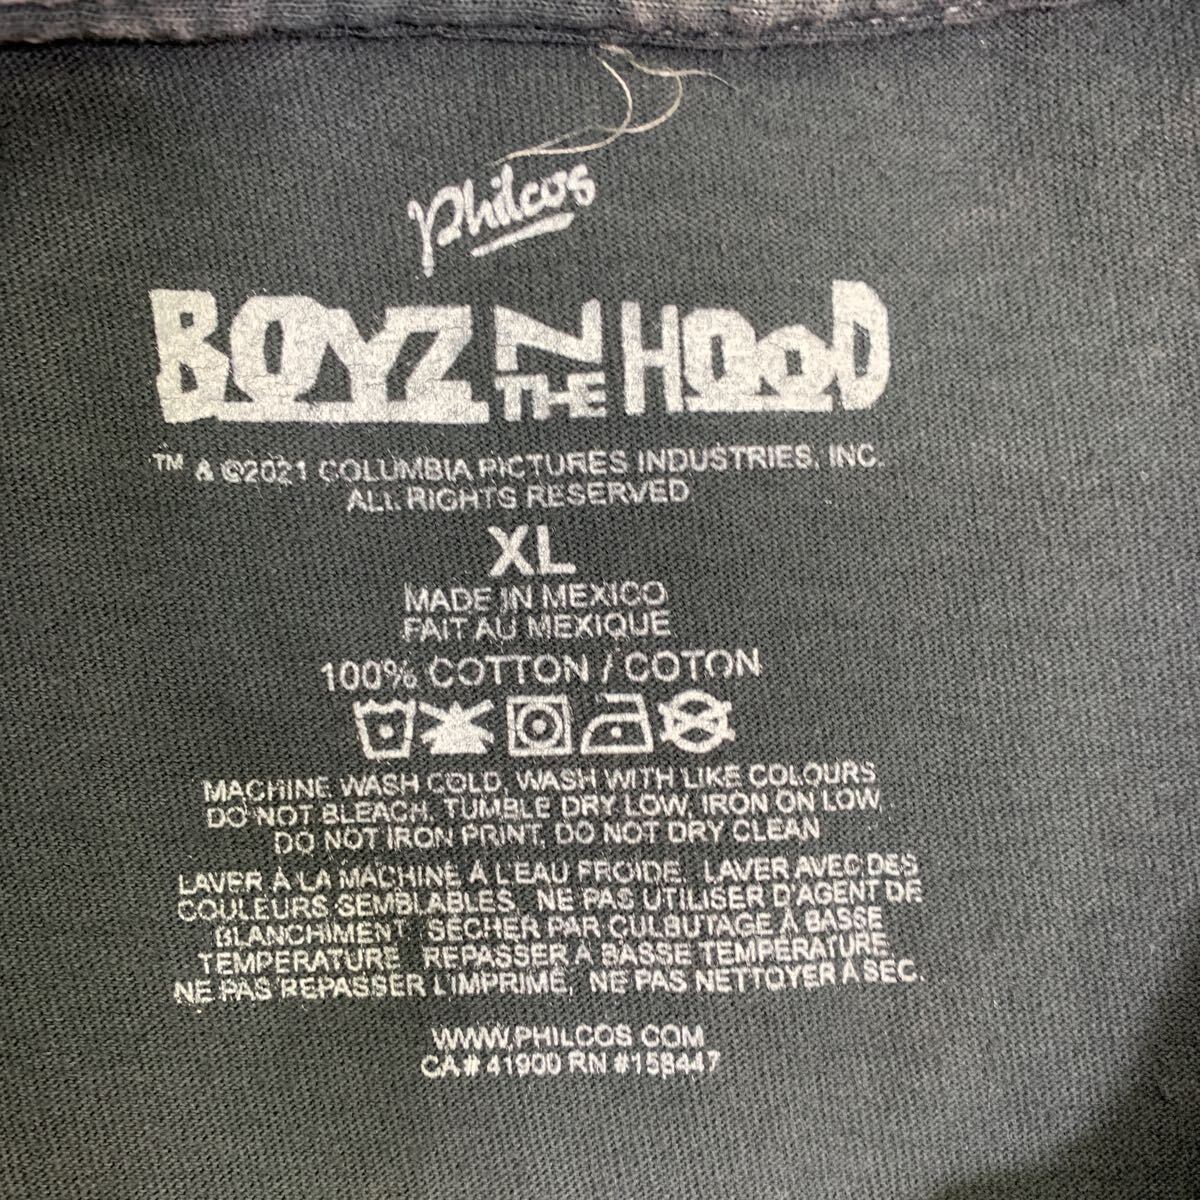 Philcos
BOYZ N THE HOOD
™ & ©2021 COLUMBIA PICTURES INDUSTRIES, INC.
ALL RIGHTS RESERVED
XL
MADE IN MEXICO
FAIT AU MEXIQUE
100% COTTON / COTON
MACHINE WASH COLD, WASH WITH LIKE COLOURS
DO NOT BLEACH, TUMBLE DRY LOW, IRON ON LOW,
DO NOT IRON PRINT, DO NOT DRY CLEAN
LAVER À LA MACHINE À L'EAU FROIDE, LAVER AVEC DES
COULEURS SEMBLABLES, NE PAS UTILISER D'AGENT DE
BLANCHIMENT, SÉCHER PAR CULBUTAGE À BASSE
TEMPÉRATURE, REPASSER À BASSE TEMPÉRATURE,
NE PAS REPASSER L'IMPRIMÉ, NE PAS NETTOYER À SEC.
WWW.PHILCOS.COM
CA# 41900 RN #158447